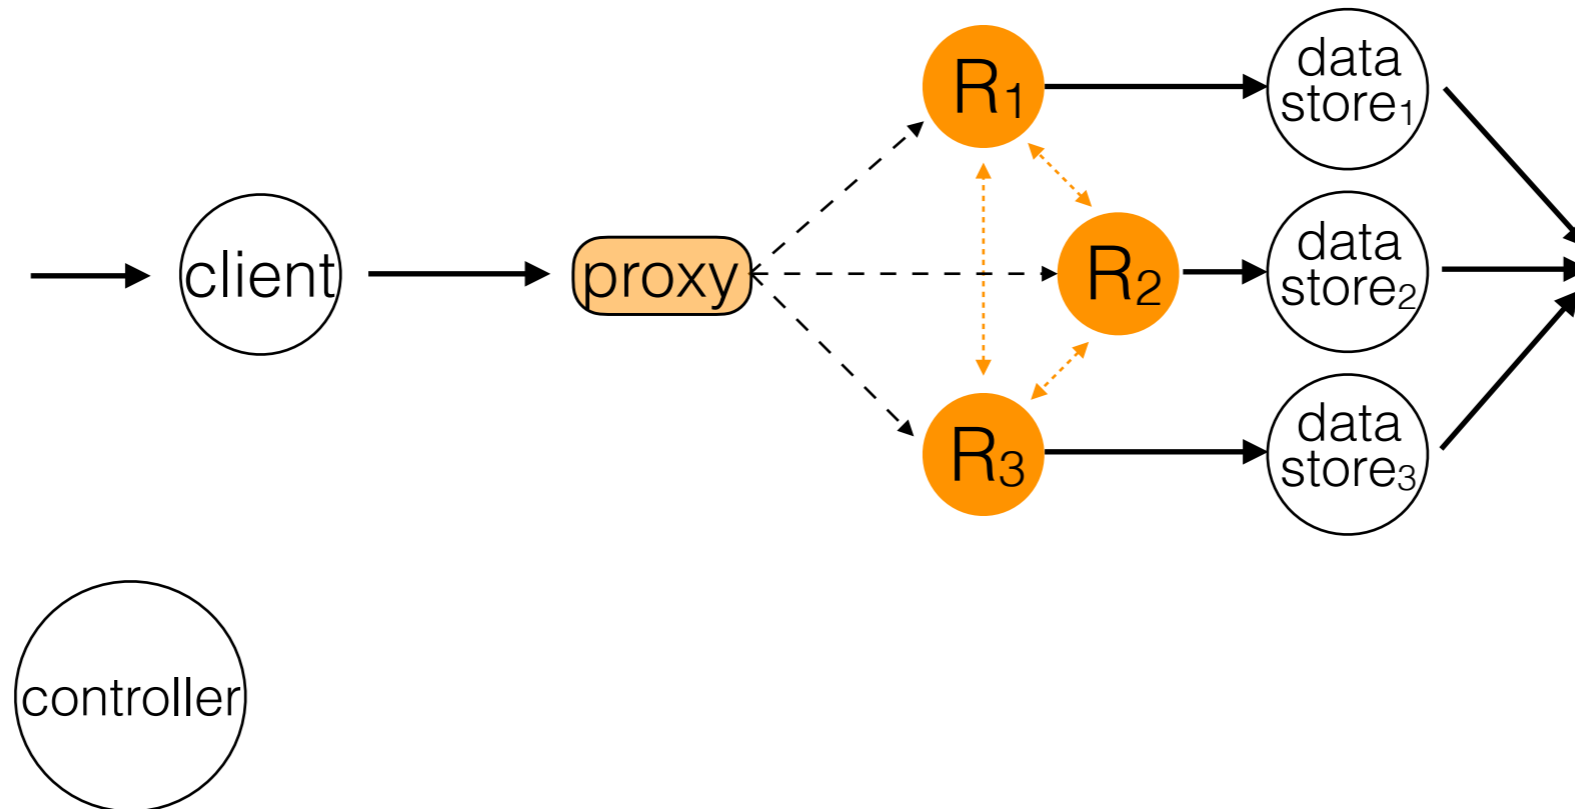 client
proxy
R₁
R₂
R₃
data
store₁
data
store₂
data
store₃
controller